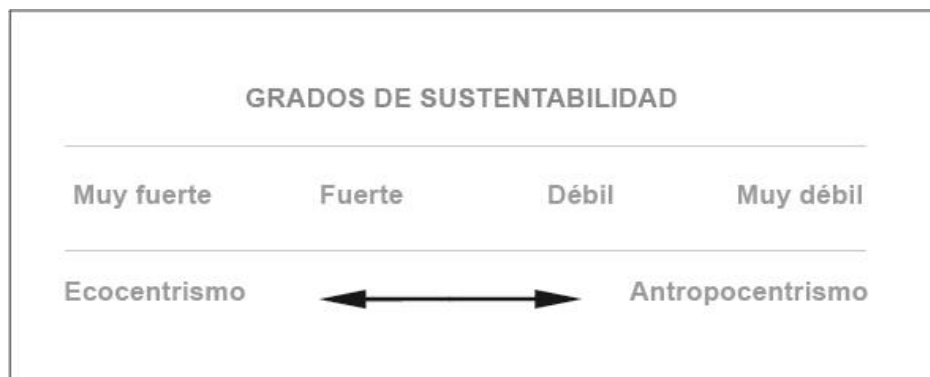 GRADOS DE SUSTENTABILIDAD
Muy fuerte Fuerte Débil Muy débil
Ecocentrismo Antropocentrismo